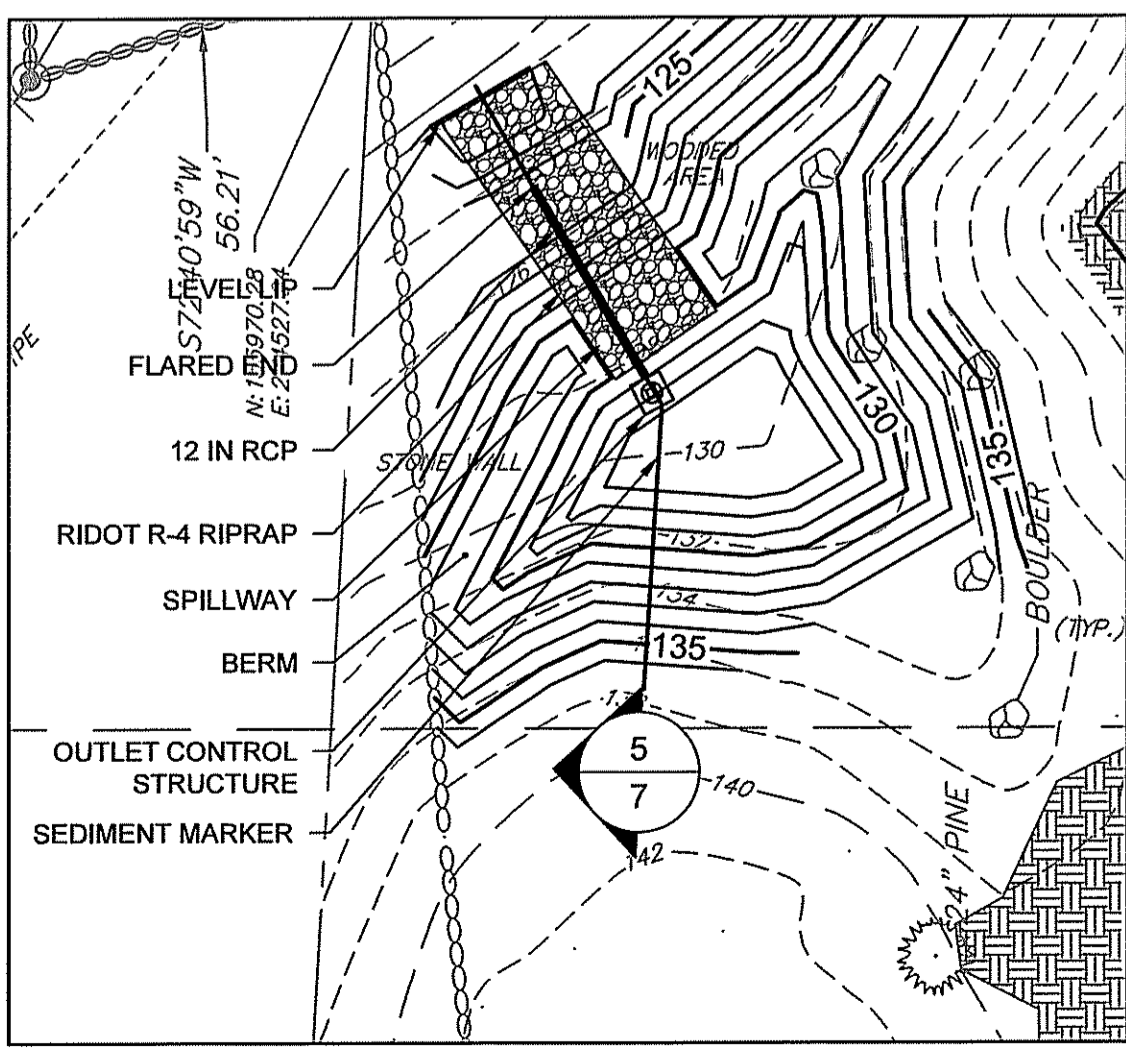 125
WOODED
AREA
S72°40'59"W
56.21'
LEVEL LIP
FLARED END
12 IN RCP
STONE WALL
130
130
135
RIDOT R-4 RIPRAP
132
SPILLWAY
134
BOULDER
(TYP.)
BERM
135
OUTLET CONTROL
STRUCTURE
5
7
140
SEDIMENT MARKER
142
24" PINE